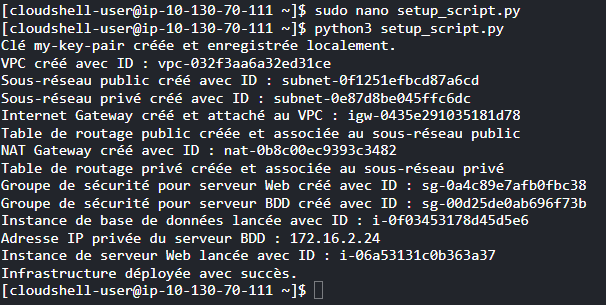 [cloudshell-user@ip-10-130-70-111 ~]$ sudo nano setup_script.py
[cloudshell-user@ip-10-130-70-111 ~]$ python3 setup_script.py
Clé my-key-pair créée et enregistrée localement.
VPC créé avec ID : vpc-032f3aa6a32ed31ce
Sous-réseau public créé avec ID : subnet-0f1251efbcd87a6cd
Sous-réseau privé créé avec ID : subnet-0e87d8be045ffc6dc
Internet Gateway créé et attaché au VPC : igw-0435e291035181d78
Table de routage public créée et associée au sous-réseau public
NAT Gateway créé avec ID : nat-0b8c00ec9393c3482
Table de routage privé créée et associée au sous-réseau privé
Groupe de sécurité pour serveur Web créé avec ID : sg-0a4c89e7afb0fbc38
Groupe de sécurité pour serveur BDD créé avec ID : sg-00d25de0ab696f73b
Instance de base de données lancée avec ID : i-0f03453178d45d5e6
Adresse IP privée du serveur BDD : 172.16.2.24
Instance de serveur Web lancée avec ID : i-06a53131c0b363a37
Infrastructure déployée avec succès.
[cloudshell-user@ip-10-130-70-111 ~]$